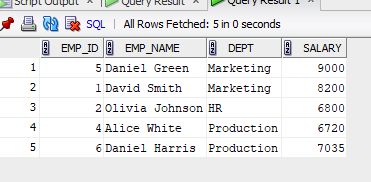 Script Output Query Result Query Result 1
SQL | All Rows Fetched: 5 in 0 seconds
EMP_ID EMP_NAME DEPT SALARY
1 5 Daniel Green Marketing 9000
2 1 David Smith Marketing 8200
3 2 Olivia Johnson HR 6800
4 4 Alice White Production 6720
5 6 Daniel Harris Production 7035